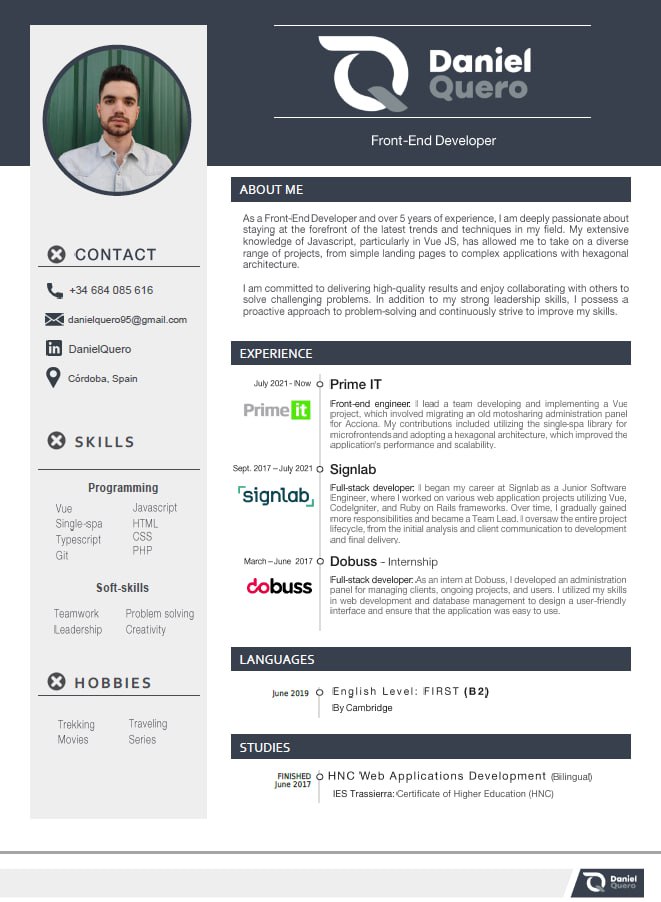 Daniel
Quero
Front-End Developer
CONTACT
+34 684 085 616
danielquero95@gmail.com
DanielQuero
Córdoba, Spain
SKILLS
Programming
Vue
Single-spa
Typescript
Git
Javascript
HTML
CSS
PHP
Soft-skills
Teamwork
Leadership
Problem solving
Creativity
HOBBIES
Trekking
Movies
Traveling
Series
ABOUT ME
As a Front-End Developer and over 5 years of experience, I am deeply passionate about
staying at the forefront of the latest trends and techniques in my field. My extensive
knowledge of Javascript, particularly in Vue JS, has allowed me to take on a diverse
range of projects, from simple landing pages to complex applications with hexagonal
architecture.
I am committed to delivering high-quality results and enjoy collaborating with others to
solve challenging problems. In addition to my strong leadership skills, I possess a
proactive approach to problem-solving and continuously strive to improve my skills.
EXPERIENCE
July 2021 - Now
Prime IT
Prime it
Front-end engineer: I lead a team developing and implementing a Vue
project, which involved migrating an old motosharing administration panel
for Acciona. My contributions included utilizing the single-spa library for
microfrontends and adopting a hexagonal architecture, which improved the
application's performance and scalability.
Sept. 2017 – July 2021
Signlab
signlab
Full-stack developer: I began my career at Signlab as a Junior Software
Engineer, where I worked on various web application projects utilizing Vue,
CodeIgniter, and Ruby on Rails frameworks. Over time, I gradually gained
more responsibilities and became a Team Lead. I oversaw the entire project
lifecycle, from the initial analysis and client communication to development
and final delivery.
March – June 2017
Dobuss - Internship
dobuss
Full-stack developer: As an intern at Dobuss, I developed an administration
panel for managing clients, ongoing projects, and users. I utilized my skills
in web development and database management to design a user-friendly
interface and ensure that the application was easy to use.
LANGUAGES
June 2019
English Level: FIRST (B2)
By Cambridge
STUDIES
FINISHED
June 2017
HNC Web Applications Development (Bilingual)
IES Trassierra: Certificate of Higher Education (HNC)
Daniel
Quero